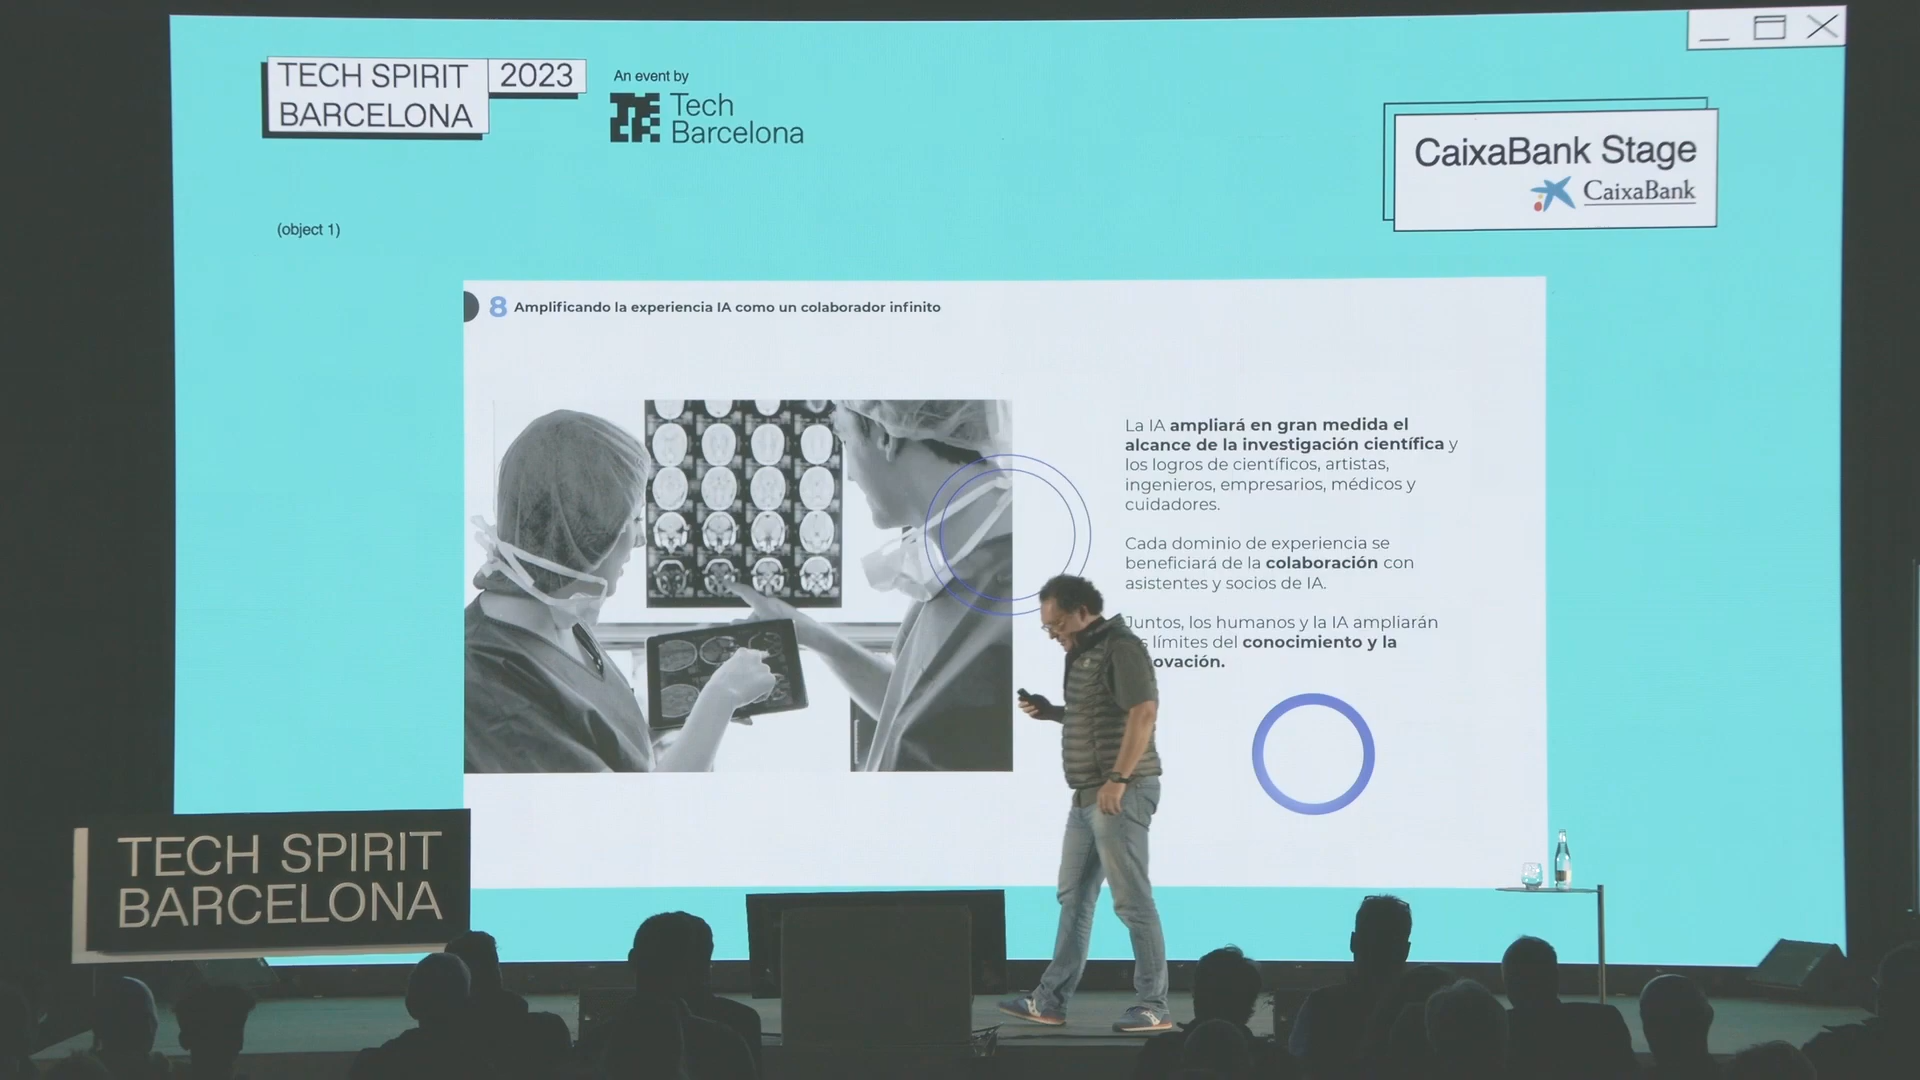 TECH SPIRIT
BARCELONA
2023
An event by
Tech
Barcelona
CaixaBank Stage
CaixaBank
(object 1)
8 Amplificando la experiencia IA como un colaborador infinito
La IA ampliará en gran medida el
alcance de la investigación científica y
los logros de científicos, artistas,
ingenieros, empresarios, médicos y
cuidadores.
Cada dominio de experiencia se
beneficiará de la colaboración con
asistentes y socios de IA.
Juntos, los humanos y la IA ampliarán
límites del conocimiento y la
TECH SPIRIT
BARCELONA